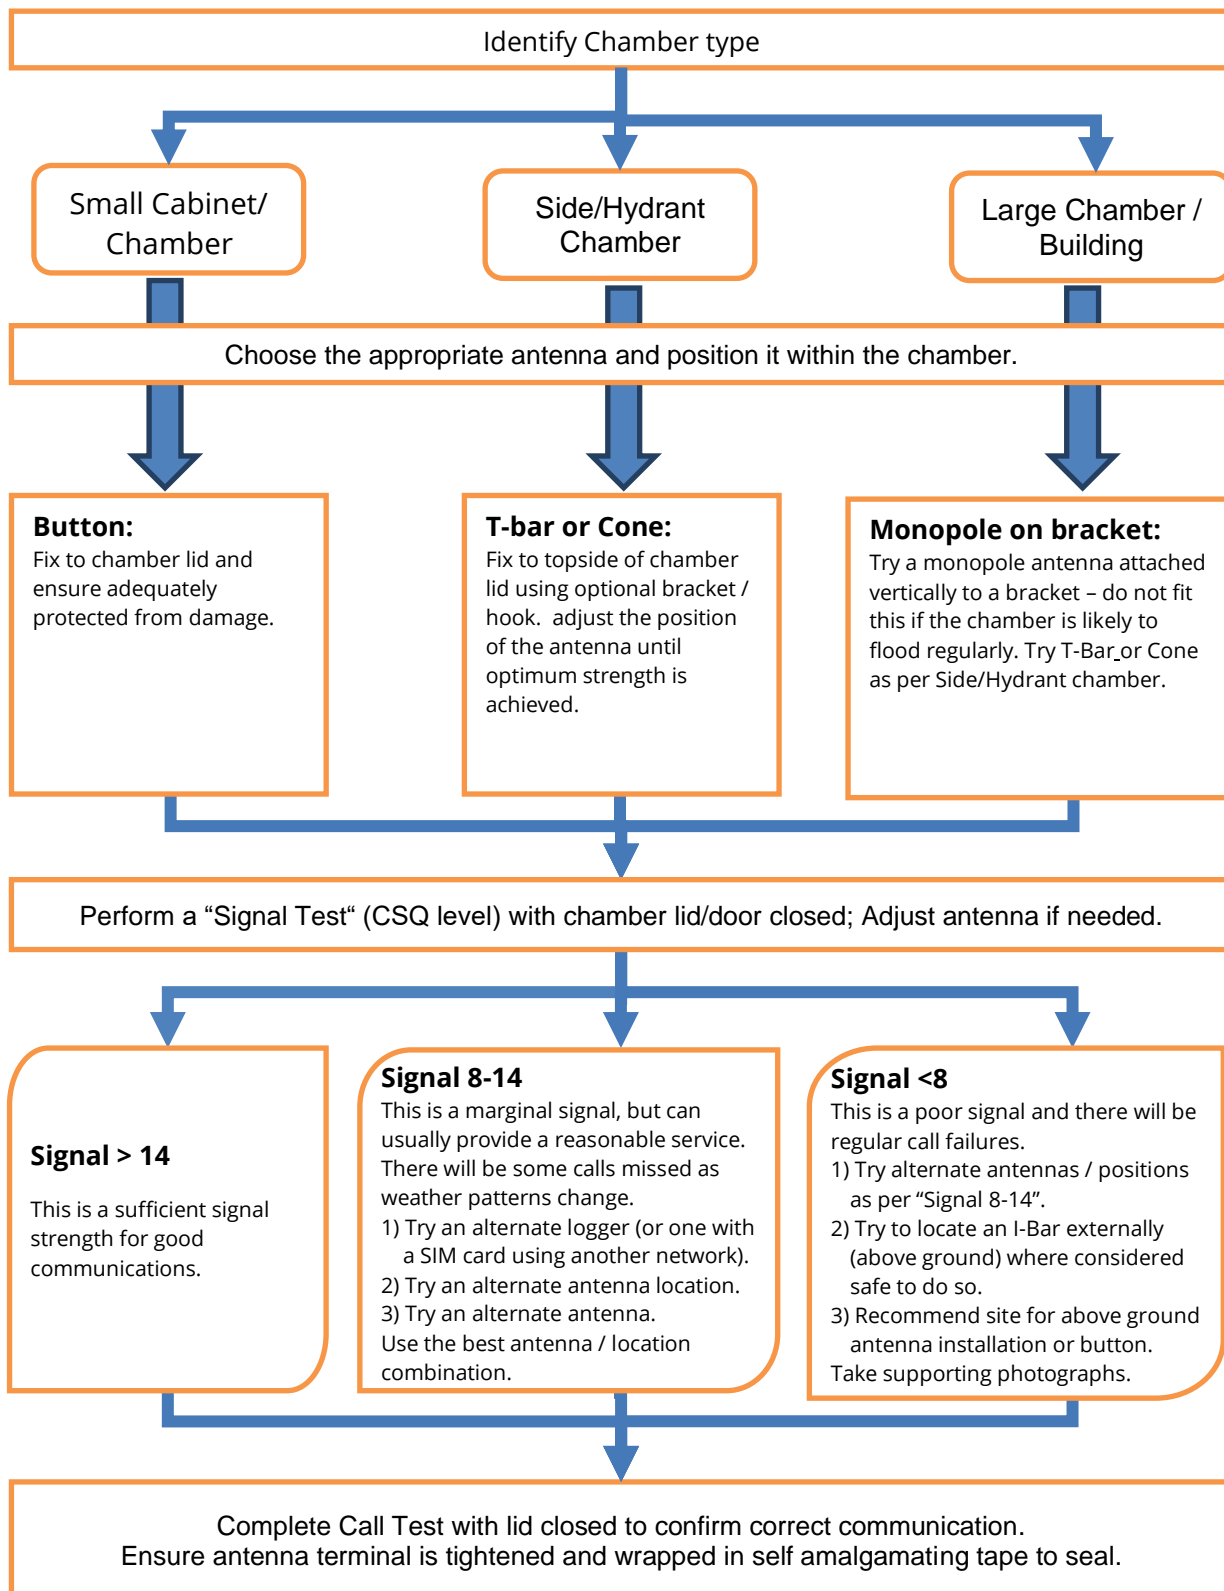 Identify Chamber type
Small Cabinet/
Chamber
Side/Hydrant
Chamber
Large Chamber /
Building
Choose the appropriate antenna and position it within the chamber.
Button:
Fix to chamber lid and
ensure adequately
protected from damage.
T-bar or Cone:
Fix to topside of chamber
lid using optional bracket /
hook.  adjust the position
of the antenna until
optimum strength is
achieved.
Monopole on bracket:
Try a monopole antenna attached
vertically to a bracket – do not fit
this if the chamber is likely to
flood regularly. Try T-Bar or Cone
as per Side/Hydrant chamber.
Perform a “Signal Test“ (CSQ level) with chamber lid/door closed; Adjust antenna if needed.
Signal > 14
This is a sufficient signal
strength for good
communications.
Signal 8-14
This is a marginal signal, but can
usually provide a reasonable service.
There will be some calls missed as
weather patterns change.
1) Try an alternate logger (or one with
a SIM card using another network).
2) Try an alternate antenna location.
3) Try an alternate antenna.
Use the best antenna / location
combination.
Signal <8
This is a poor signal and there will be
regular call failures.
1) Try alternate antennas / positions
as per “Signal 8-14”.
2) Try to locate an I-Bar externally
(above ground) where considered
safe to do so.
3) Recommend site for above ground
antenna installation or button.
Take supporting photographs.
Complete Call Test with lid closed to confirm correct communication.
Ensure antenna terminal is tightened and wrapped in self amalgamating tape to seal.